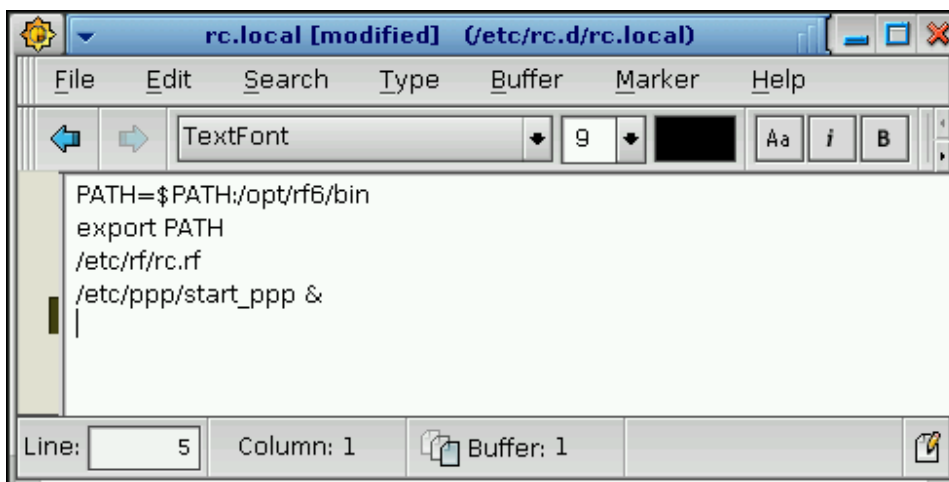 rc.local [modified] (/etc/rc.d/rc.local)
File Edit Search Type Buffer Marker Help
TextFont 9 Aa i B
PATH=$PATH:/opt/rf6/bin
export PATH
/etc/rf/rc.rf
/etc/ppp/start_ppp &
Line: 5 Column: 1 Buffer: 1